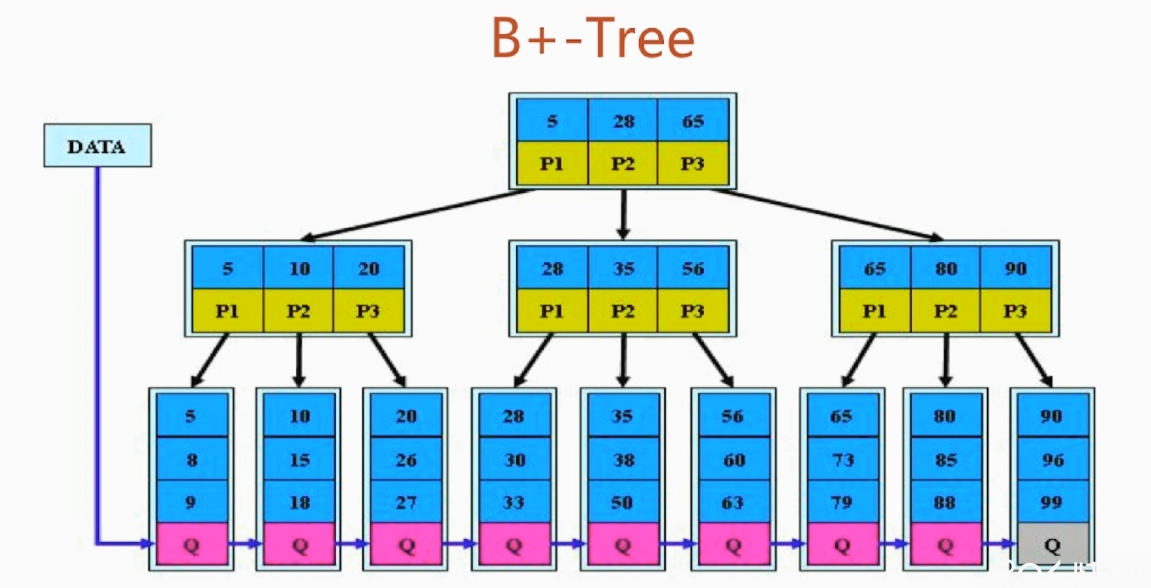 B+-Tree
DATA
5 28 65
P1 P2 P3
5 10 20
P1 P2 P3
28 35 56
P1 P2 P3
65 80 90
P1 P2 P3
5 10 20 28 35 56 65 80 90
8 15 26 30 38 60 73 85 96
9 18 27 33 50 63 79 88 99
Q Q Q Q Q Q Q Q Q